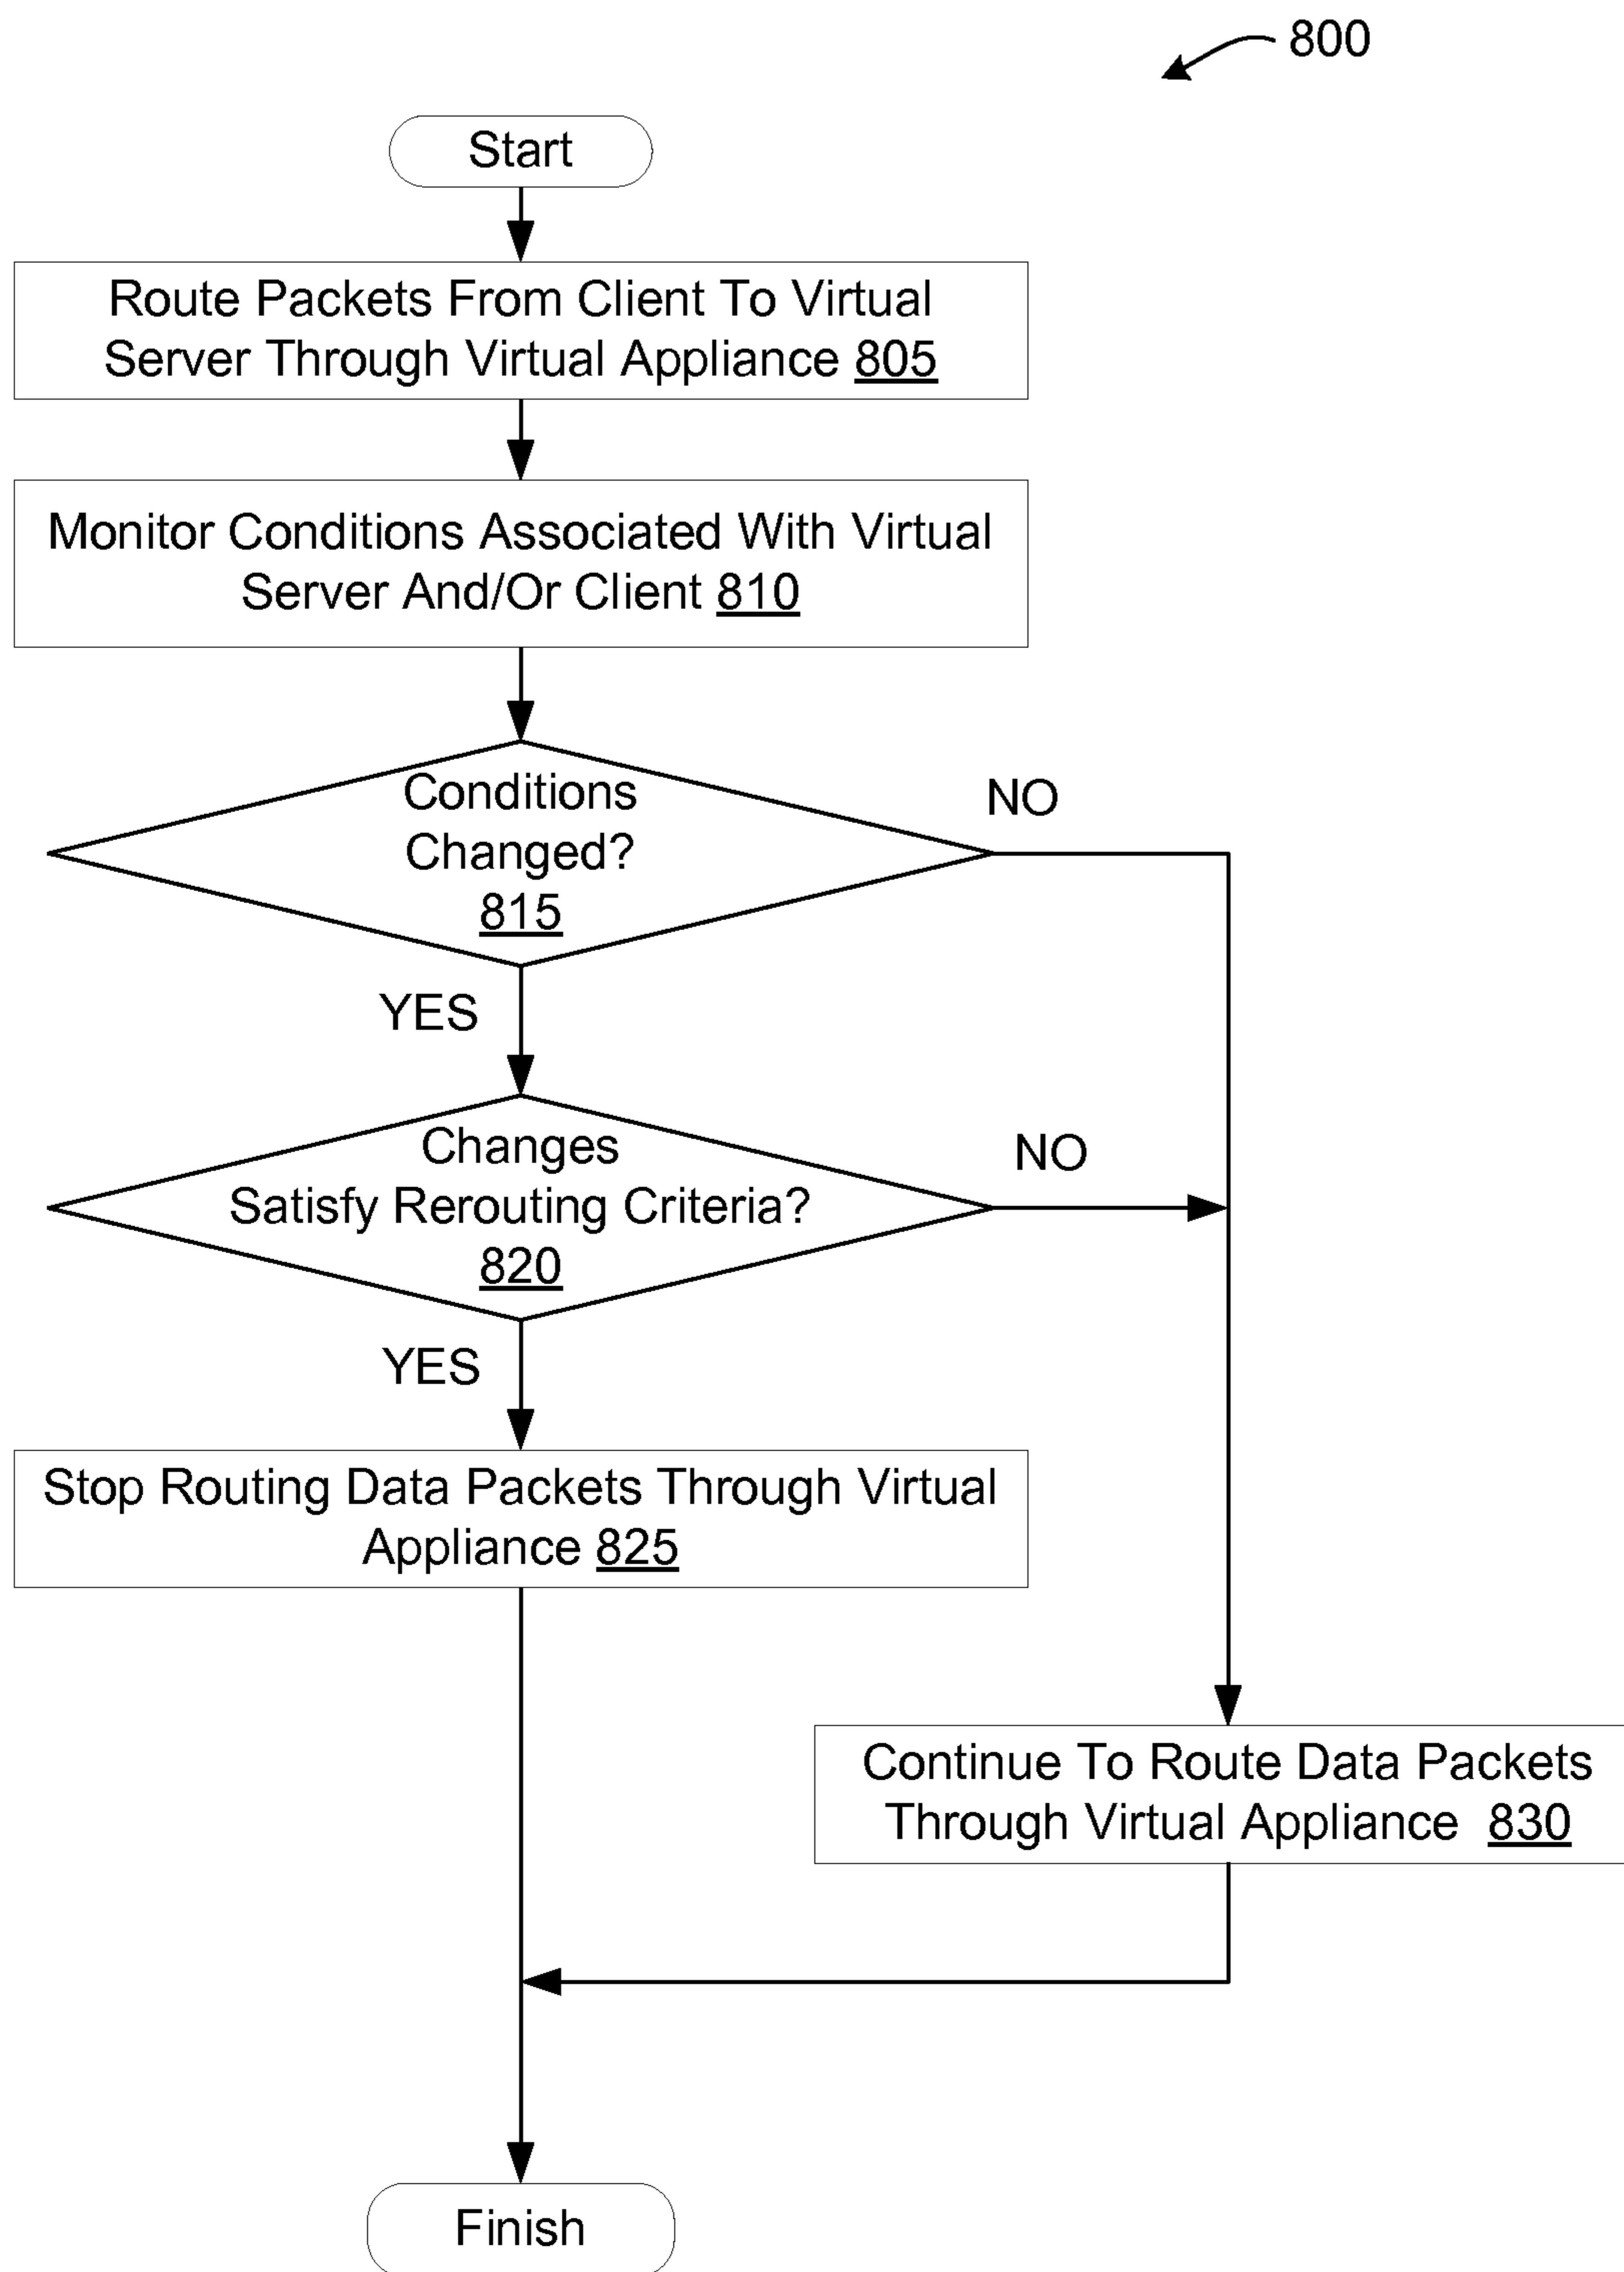 800
Start
Route Packets From Client To Virtual
Server Through Virtual Appliance 805
Monitor Conditions Associated With Virtual
Server And/Or Client 810
Conditions
Changed?
815
NO
YES
Changes
Satisfy Rerouting Criteria?
820
NO
YES
Stop Routing Data Packets Through Virtual
Appliance 825
Continue To Route Data Packets
Through Virtual Appliance 830
Finish